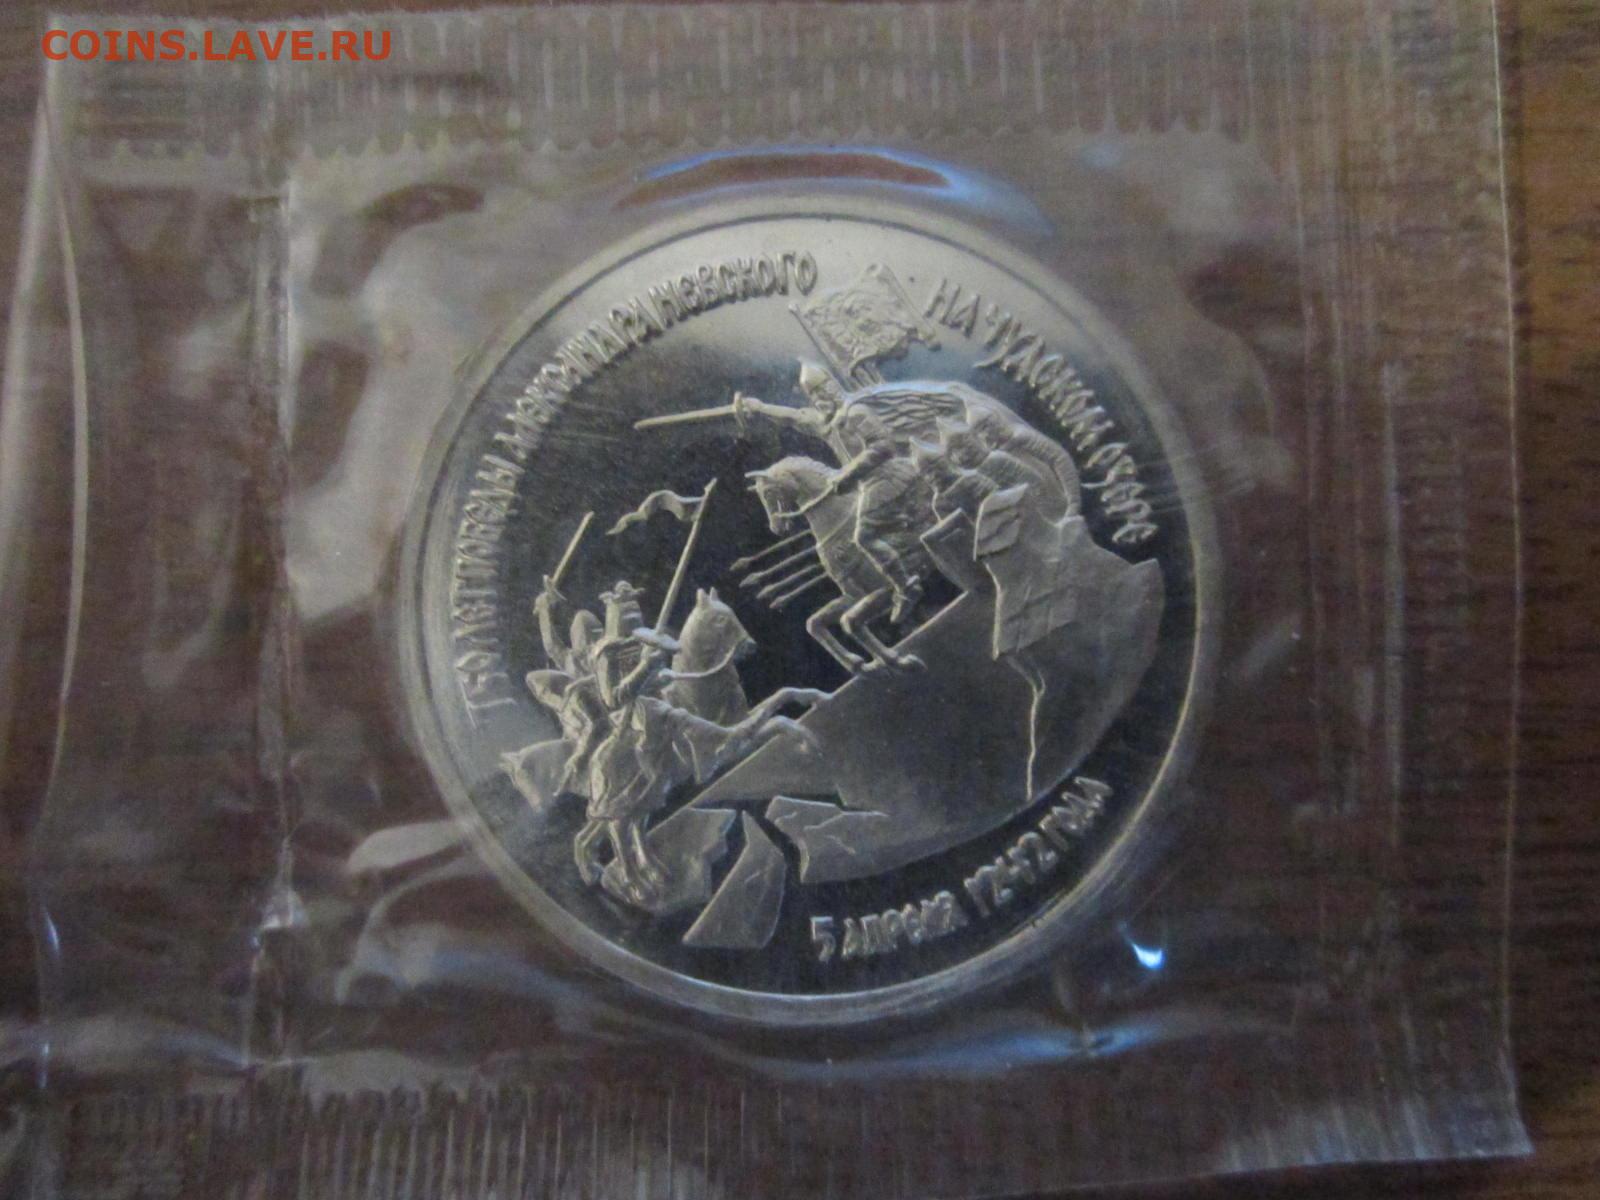 COINS.LAVE.RU
750 ЛЕТ ПОБЕДЫ АЛЕКСАНДРА НЕВСКОГО НА ЧУДСКОМ ОЗЕРЕ
5 АПРЕЛЯ 1242 ГОДА